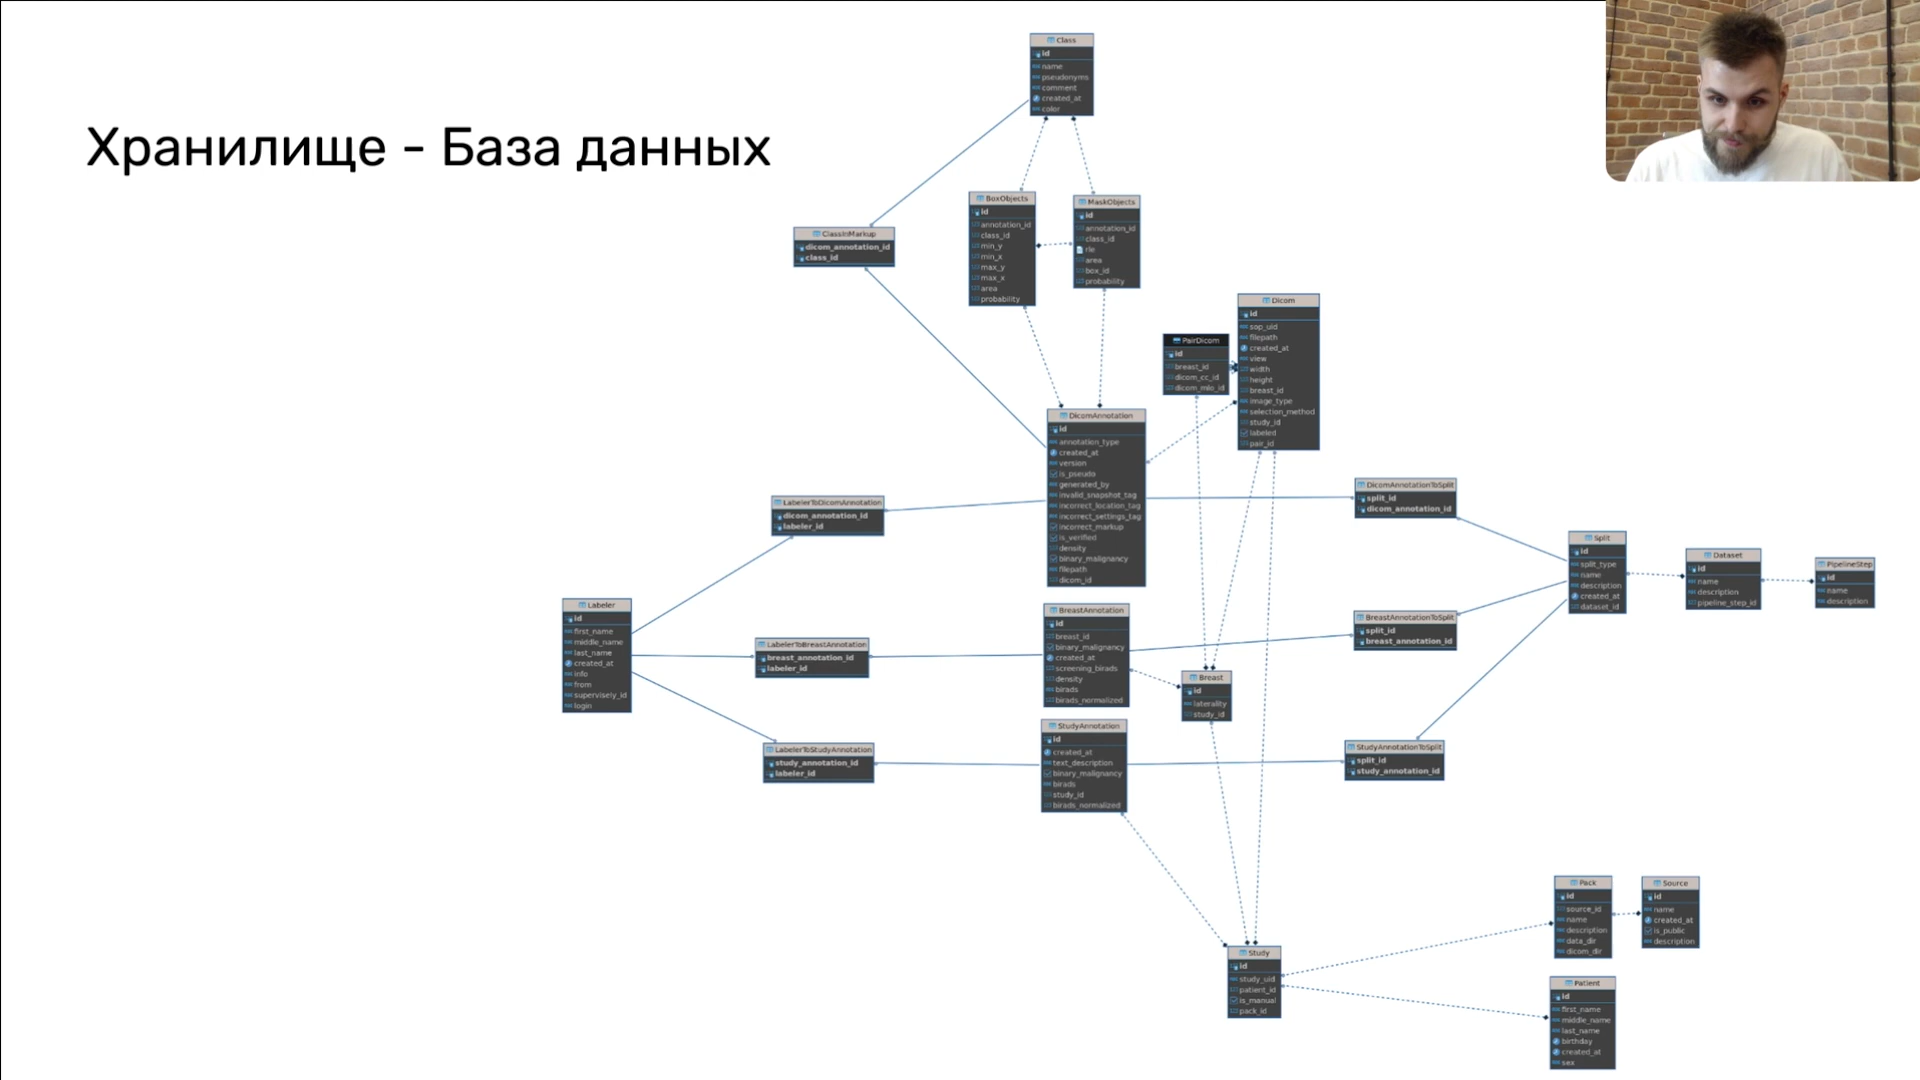 Хранилище - База данных
Class
id
name
pseudonyms
comment
created_at
color
BoxObjects
id
annotation_id
class_id
min_y
min_x
max_y
max_x
area
probability
MaskObjects
id
annotation_id
class_id
rle
area
box_id
probability
ClassInMarkup
dicom_annotation_id
class_id
PairDicom
id
breast_id
dicom_cc_id
dicom_mlo_id
Dicom
id
sop_uid
filepath
created_at
view
width
height
breast_id
image_type
selection_method
study_id
labeled
pair_id
DicomAnnotation
id
annotation_type
created_at
version
is_pseudo
generated_by
invalid_snapshot_tag
incorrect_location_tag
incorrect_settings_tag
incorrect_markup
is_verified
density
binary_malignancy
filepath
dicom_id
LabelerToDicomAnnotation
dicom_annotation_id
labeler_id
DicomAnnotationToSplit
split_id
dicom_annotation_id
Split
id
split_type
name
description
created_at
dataset_id
Dataset
id
name
description
pipeline_step_id
PipelineStep
id
name
description
Labeler
id
first_name
middle_name
last_name
created_at
info
from
supervisely_id
login
LabelerToBreastAnnotation
breast_annotation_id
labeler_id
BreastAnnotation
id
breast_id
binary_malignancy
created_at
screening_birads
density
birads
birads_normalized
BreastAnnotationToSplit
split_id
breast_annotation_id
Breast
id
laterality
study_id
LabelerToStudyAnnotation
study_annotation_id
labeler_id
StudyAnnotation
id
created_at
text_description
binary_malignancy
birads
study_id
birads_normalized
StudyAnnotationToSplit
split_id
study_annotation_id
Study
id
study_uid
patient_id
is_manual
pack_id
Pack
id
source_id
name
description
data_dir
dicom_dir
Source
id
name
created_at
is_public
description
Patient
id
first_name
middle_name
last_name
birthday
created_at
sex